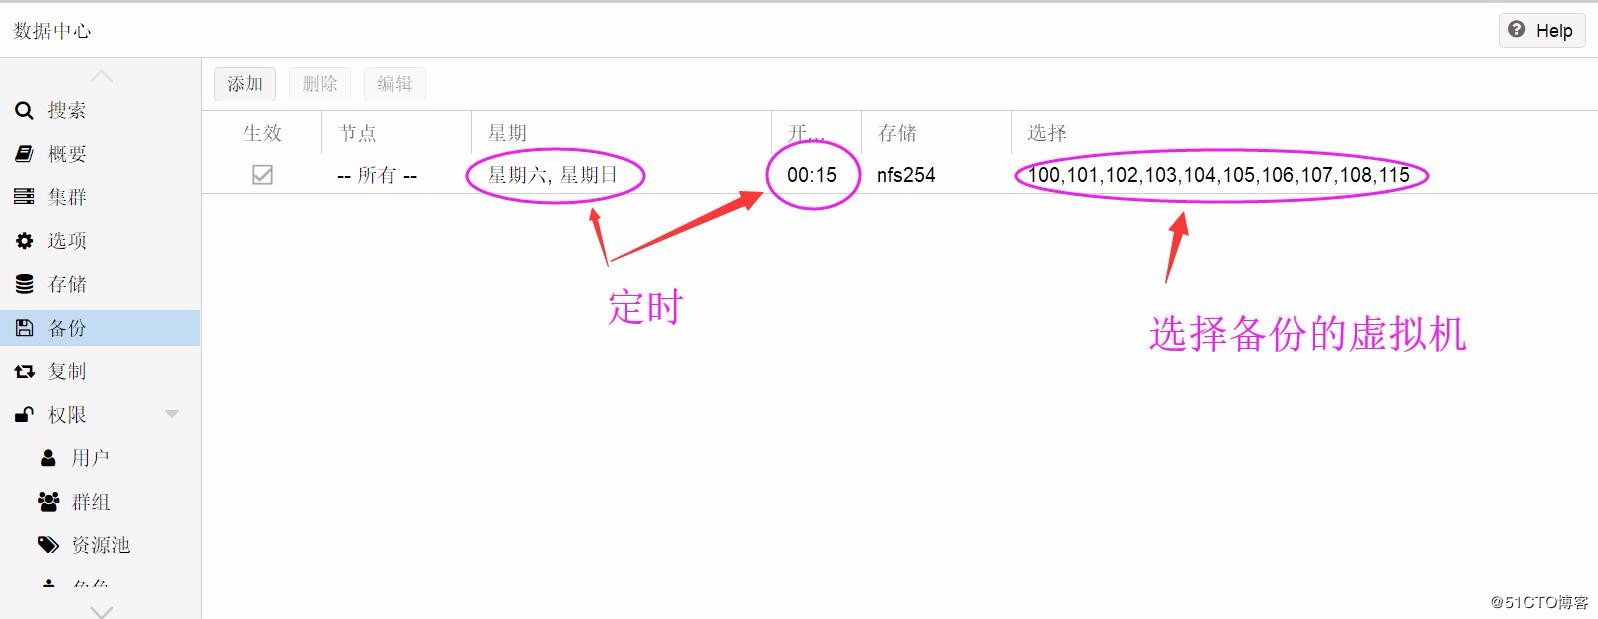 数据中心
Help
添加 删除 编辑
搜索
概要
集群
选项
存储
备份
复制
权限
用户
群组
资源池
生效 节点 星期 开... 存储 选择
-- 所有 -- 星期六, 星期日 00:15 nfs254 100,101,102,103,104,105,106,107,108,115
定时
选择备份的虚拟机
@51CTO博客